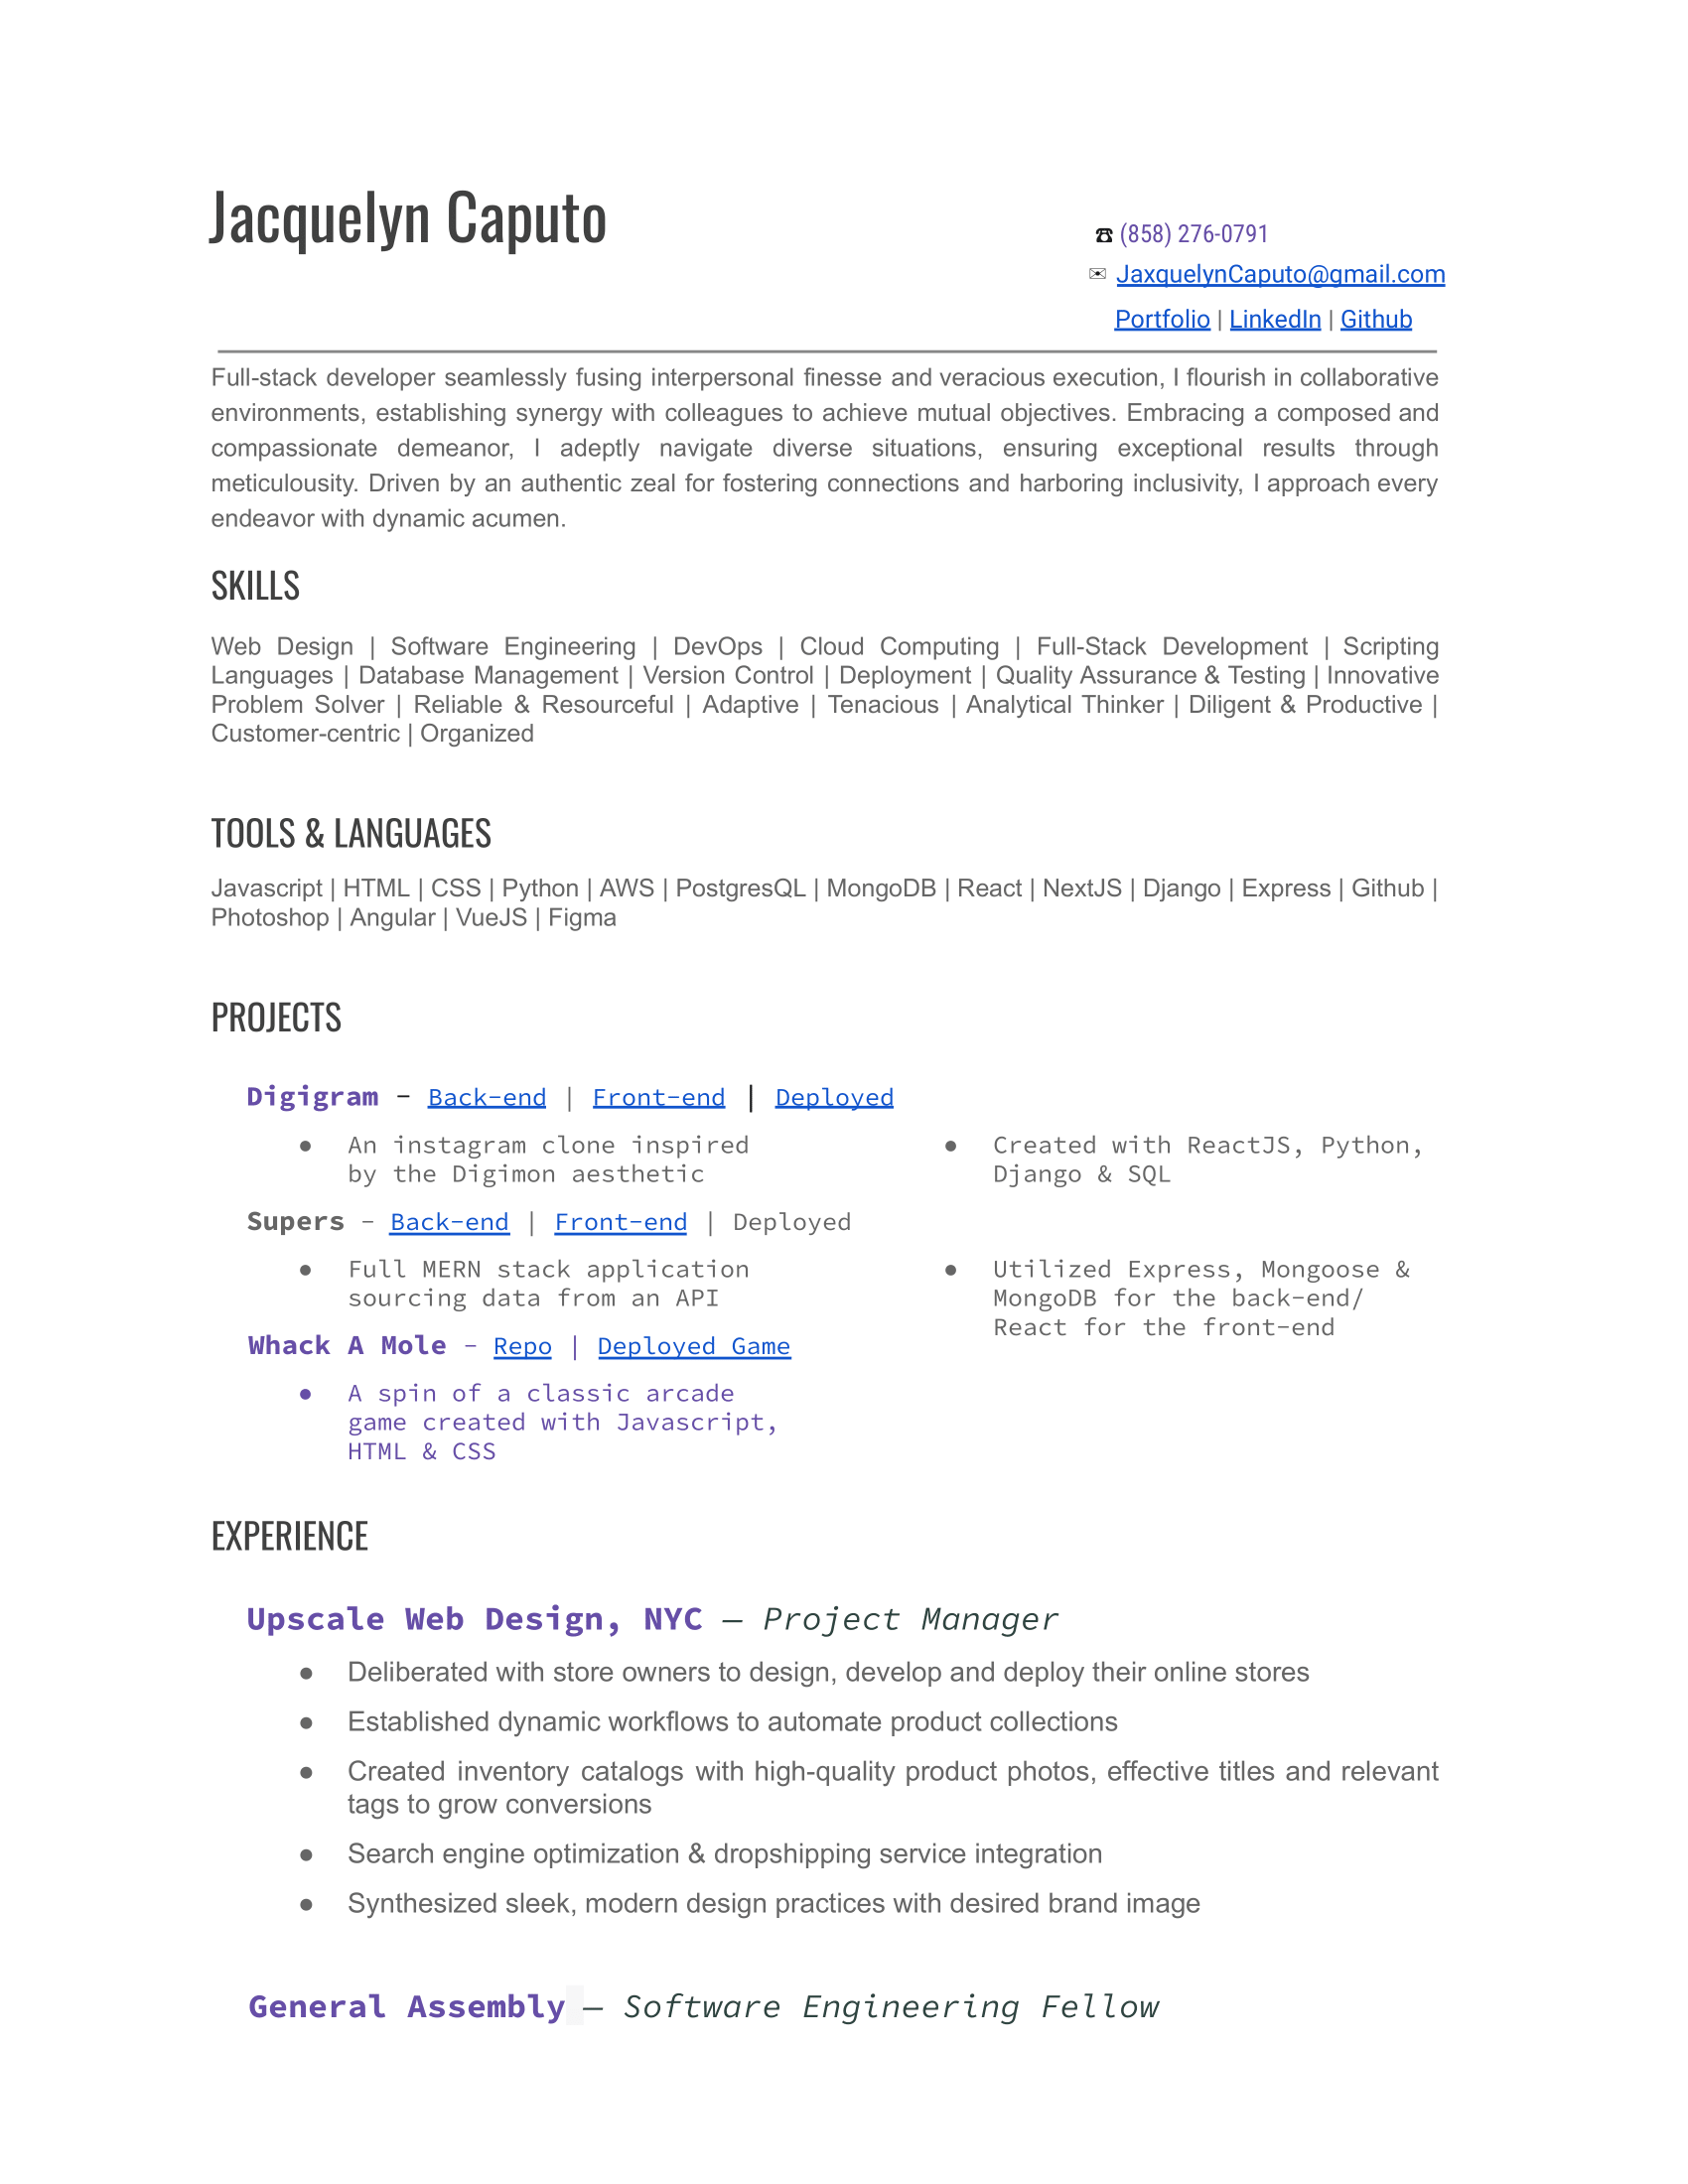 Jacquelyn Caputo
☎ (858) 276-0791
✉ JaxquelynCaputo@gmail.com
Portfolio | LinkedIn | Github
Full-stack developer seamlessly fusing interpersonal finesse and veracious execution, I flourish in collaborative
environments, establishing synergy with colleagues to achieve mutual objectives. Embracing a composed and
compassionate demeanor, I adeptly navigate diverse situations, ensuring exceptional results through
meticulousity. Driven by an authentic zeal for fostering connections and harboring inclusivity, I approach every
endeavor with dynamic acumen.
SKILLS
Web Design | Software Engineering | DevOps | Cloud Computing | Full-Stack Development | Scripting
Languages | Database Management | Version Control | Deployment | Quality Assurance & Testing | Innovative
Problem Solver | Reliable & Resourceful | Adaptive | Tenacious | Analytical Thinker | Diligent & Productive |
Customer-centric | Organized
TOOLS & LANGUAGES
Javascript | HTML | CSS | Python | AWS | PostgresQL | MongoDB | React | NextJS | Django | Express | Github |
Photoshop | Angular | VueJS | Figma
PROJECTS
Digigram - Back-end | Front-end | Deployed
● An instagram clone inspired
by the Digimon aesthetic
● Created with ReactJS, Python,
Django & SQL
Supers - Back-end | Front-end | Deployed
● Full MERN stack application
sourcing data from an API
● Utilized Express, Mongoose &
MongoDB for the back-end/
React for the front-end
Whack A Mole - Repo | Deployed Game
● A spin of a classic arcade
game created with Javascript,
HTML & CSS
EXPERIENCE
Upscale Web Design, NYC — Project Manager
● Deliberated with store owners to design, develop and deploy their online stores
● Established dynamic workflows to automate product collections
● Created inventory catalogs with high-quality product photos, effective titles and relevant
tags to grow conversions
● Search engine optimization & dropshipping service integration
● Synthesized sleek, modern design practices with desired brand image
General Assembly — Software Engineering Fellow